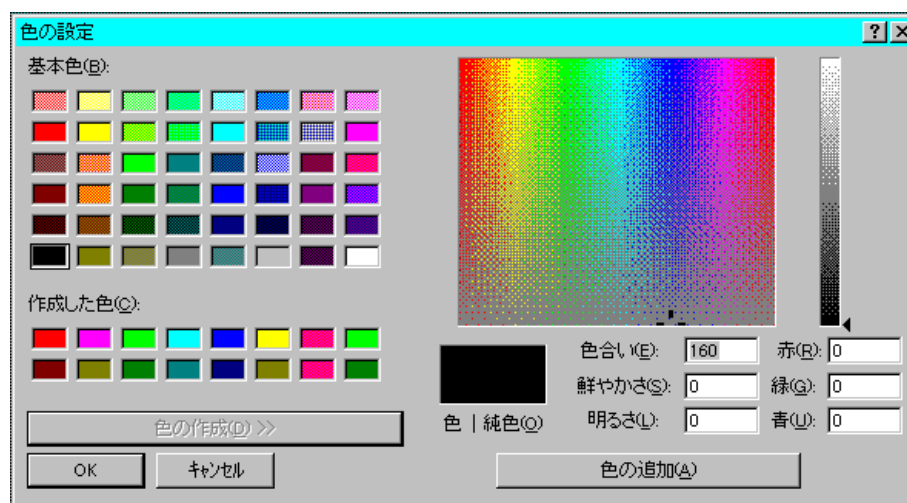 色の設定
基本色(B):
作成した色(C):
色の作成(D) >>
OK キャンセル
色 | 純色(O)
色合い(E): 160 赤(R): 0
鮮やかさ(S): 0 緑(G): 0
明るさ(L): 0 青(U): 0
色の追加(A)